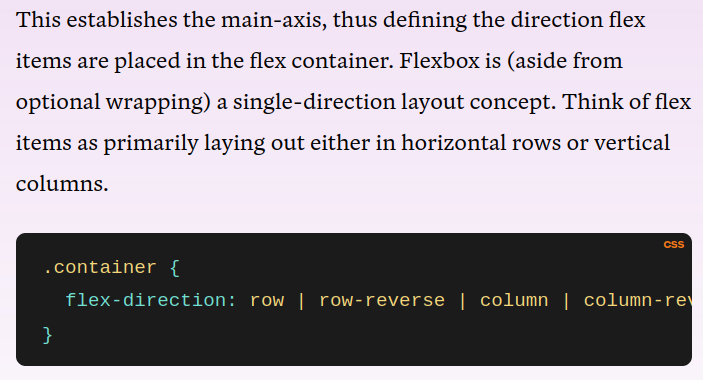 This establishes the main-axis, thus defining the direction flex
items are placed in the flex container. Flexbox is (aside from
optional wrapping) a single-direction layout concept. Think of flex
items as primarily laying out either in horizontal rows or vertical
columns.
CSS
.container {
flex-direction: row | row-reverse | column | column-rev
}